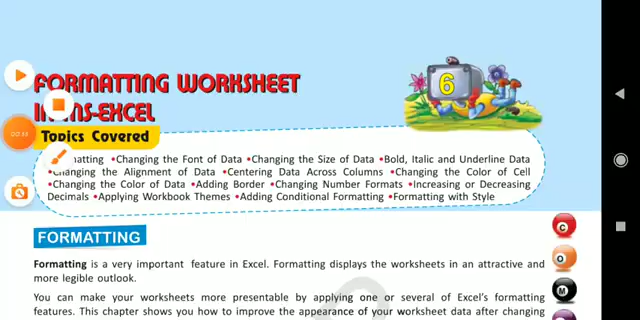 FORMATTING WORKSHEET
IN MS-EXCEL
6
Topics Covered
matting •Changing the Font of Data •Changing the Size of Data •Bold, Italic and Underline Data
•Changing the Alignment of Data •Centering Data Across Columns •Changing the Color of Cell
•Changing the Color of Data •Adding Border •Changing Number Formats •Increasing or Decreasing
Decimals •Applying Workbook Themes •Adding Conditional Formatting •Formatting with Style
FORMATTING
Formatting is a very important feature in Excel. Formatting displays the worksheets in an attractive and
more legible outlook.
You can make your worksheets more presentable by applying one or several of Excel's formatting
features. This chapter shows you how to improve the appearance of your worksheet data after changing
C
O
M